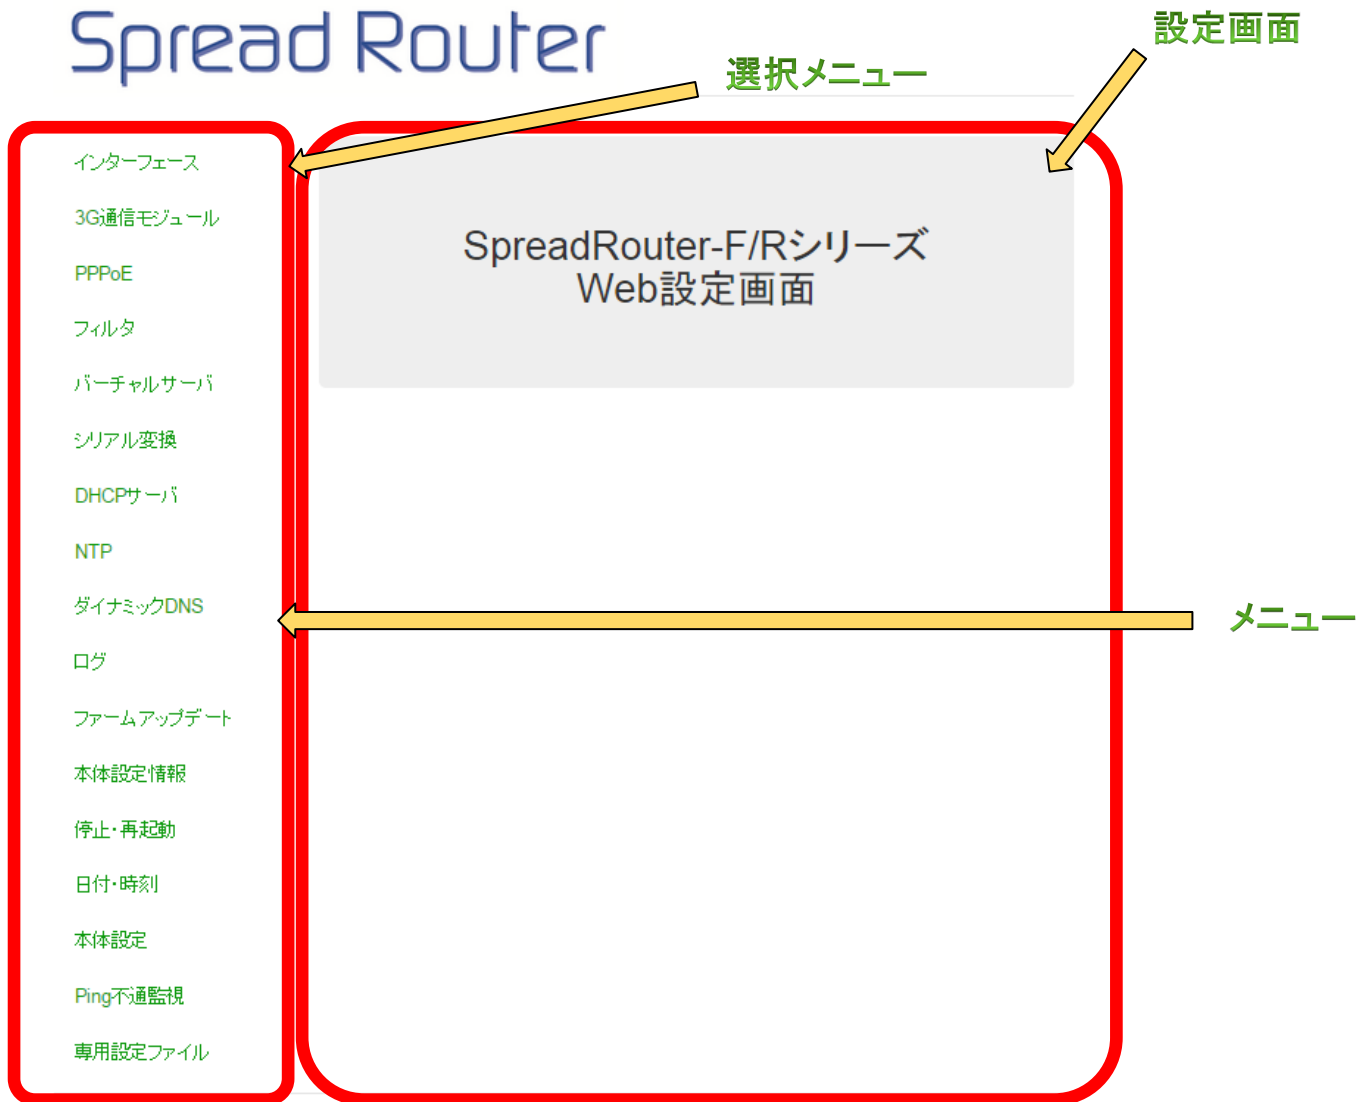 Spread Router
設定画面
選択メニュー
インターフェース
3G通信モジュール
PPPoE
フィルタ
バーチャルサーバ
シリアル変換
DHCPサーバ
NTP
ダイナミックDNS
ログ
ファームアップデート
本体設定情報
停止・再起動
日付・時刻
本体設定
Ping不通監視
専用設定ファイル
SpreadRouter-F/Rシリーズ
Web設定画面
メニュー